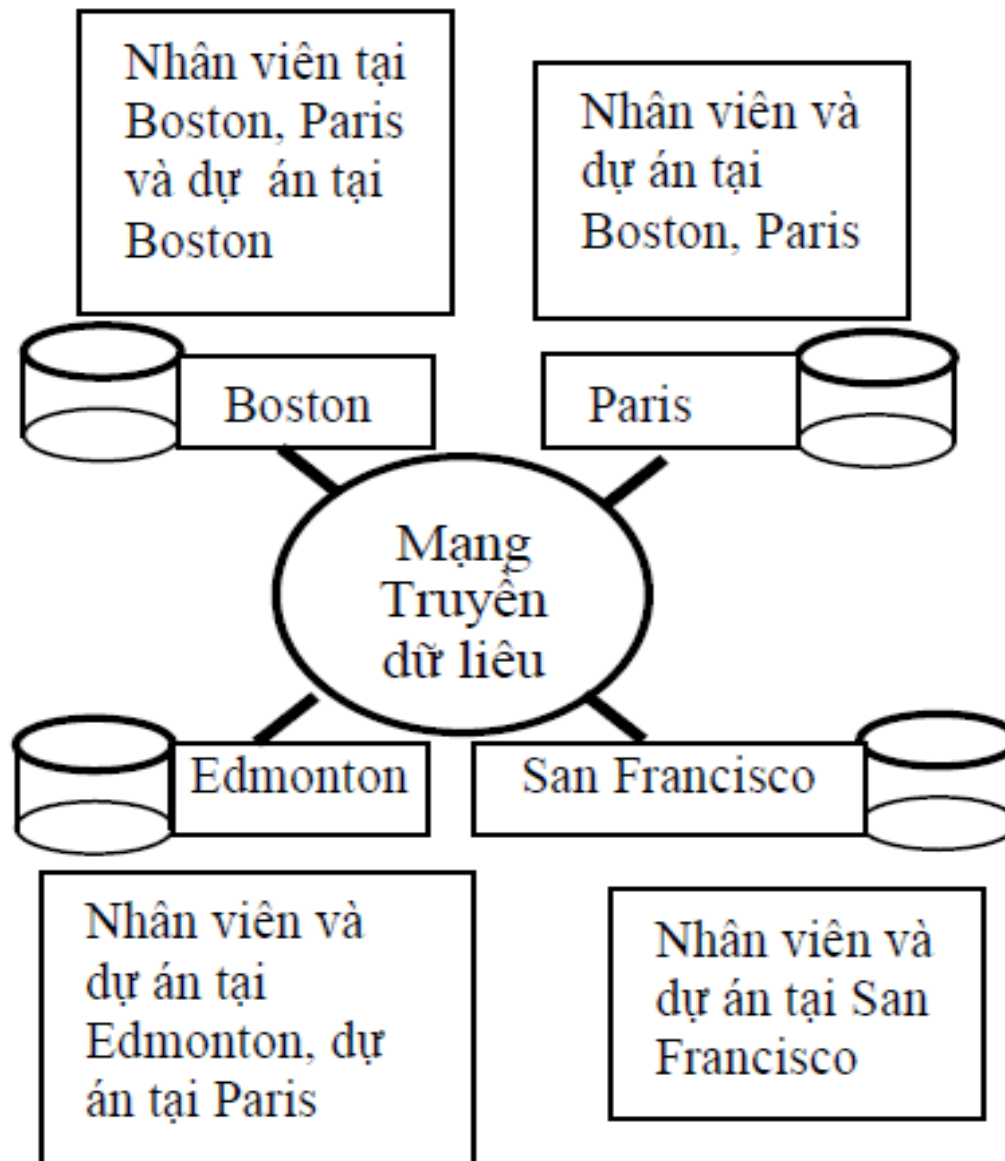 Nhân viên tại
Boston, Paris
và dự án tại
Boston
Nhân viên và
dự án tại
Boston, Paris
Boston
Paris
Mạng
Truyền
dữ liêu
Edmonton
San Francisco
Nhân viên và
dự án tại
Edmonton, dự
án tại Paris
Nhân viên và
dự án tại San
Francisco